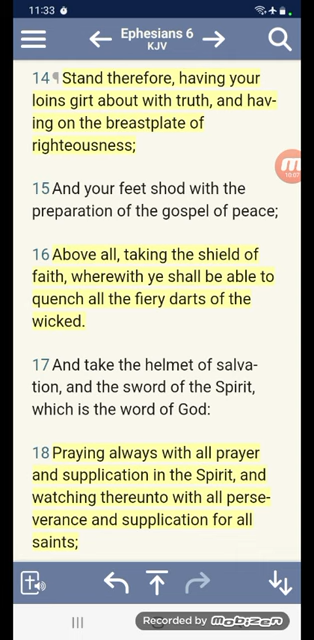 11:33
Ephesians 6
KJV
14¶ Stand therefore, having your
loins girt about with truth, and hav-
ing on the breastplate of
righteousness;
15 And your feet shod with the
preparation of the gospel of peace;
16 Above all, taking the shield of
faith, wherewith ye shall be able to
quench all the fiery darts of the
wicked.
17 And take the helmet of salva-
tion, and the sword of the Spirit,
which is the word of God:
18 Praying always with all prayer
and supplication in the Spirit, and
watching thereunto with all perse-
verance and supplication for all
saints;
Recorded by mobizen